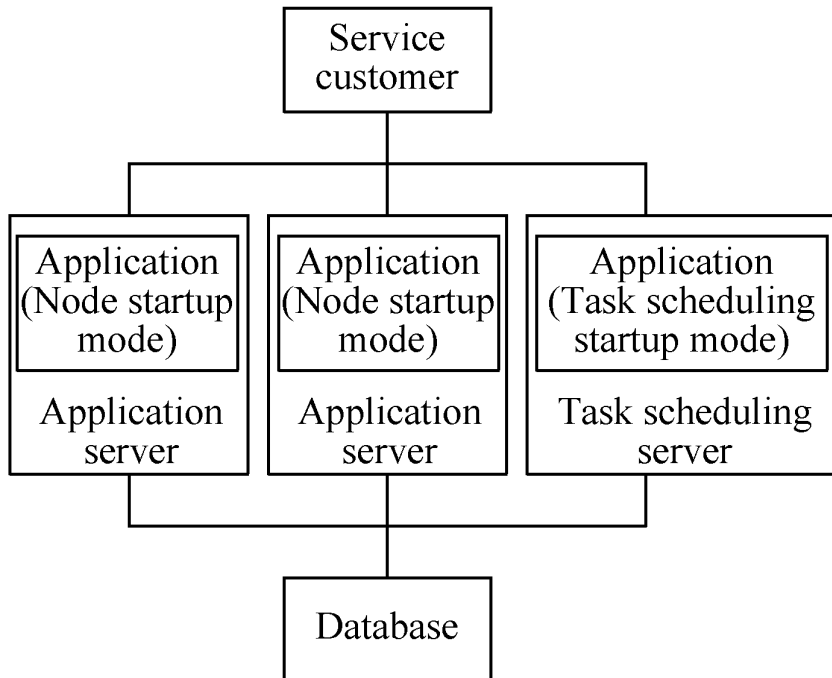 Service
customer
Application
(Node startup
mode)
Application
server
Application
(Node startup
mode)
Application
server
Application
(Task scheduling
startup mode)
Task scheduling
server
Database